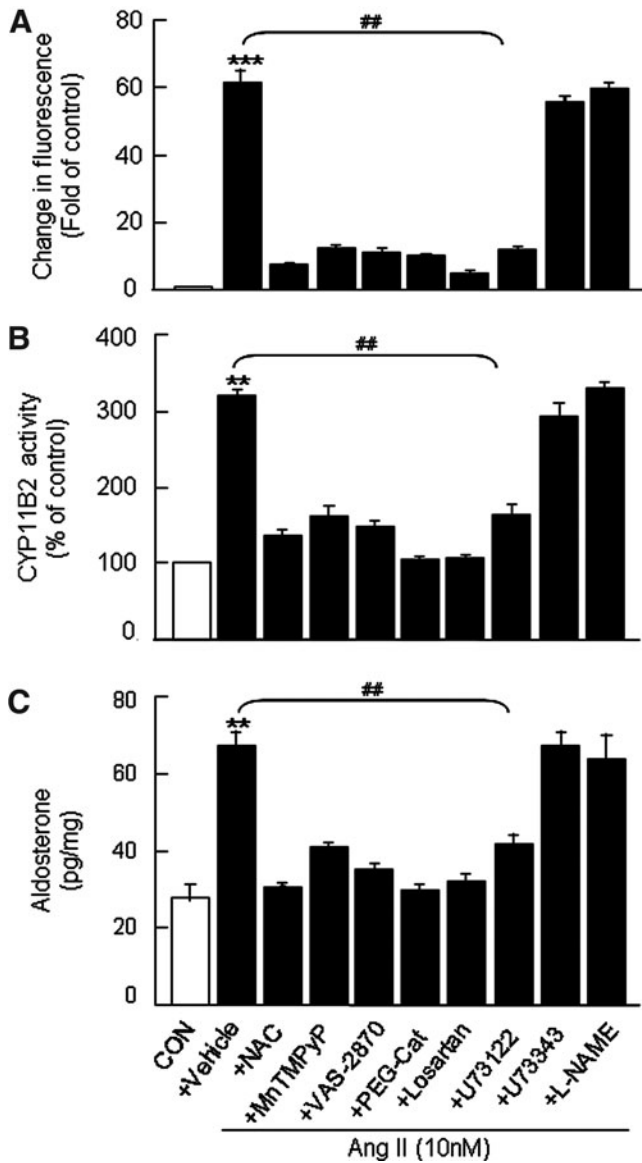 A
Change in fluorescence
(Fold of control)
80
60
40
20
0
##
***
B
CYP11B2 activity
(% of control)
400
300
200
100
0
##
**
C
Aldosterone
(pg/mg)
80
60
40
20
0
##
**
CON
+Vehicle
+NAC
+MnTMPyP
+VAS-2870
+PEG-Cat
+Losartan
+U73122
+U73343
+L-NAME
Ang II (10nM)